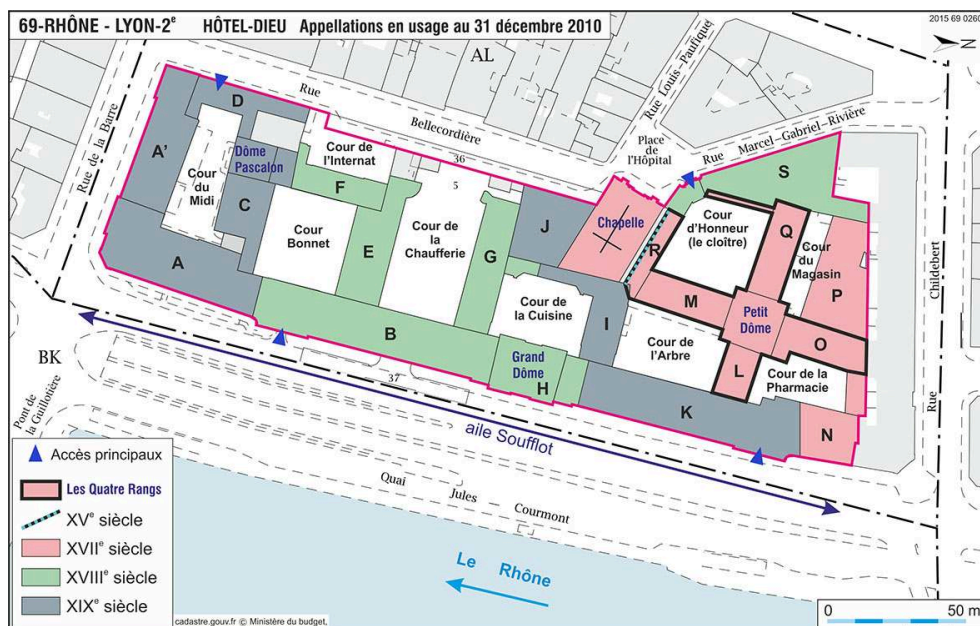 69-RHÔNE - LYON-2e HÔTEL-DIEU Appellations en usage au 31 décembre 2010
2015 69 0260
N
AL
Rue Louis-Paufique
Rue
Bellecordière
Place
de
l'Hôpital
Rue Marcel-Gabriel-Rivière
Rue de la Barre
D
A'
Cour
du
Midi
Dôme
Pascalon
Cour de
l'Internat
36
5
F
C
S
Chapelle
Cour
d'Honneur
(le cloître)
Q
J
R
Cour
du
Magasin
Cour
Bonnet
E
Cour de
la
Chaufferie
G
A
M
P
Petit
Dôme
Cour de
la Cuisine
I
Cour de
l'Arbre
O
B
Grand
Dôme
H
L
Cour de la
Pharmacie
K
N
Childebert
Rue
BK
37
Pont de
la Guillotière
aile Soufflot
Quai Jules Courmont
Le Rhône
Accès principaux
Les Quatre Rangs
XVe siècle
XVIIe siècle
XVIIIe siècle
XIXe siècle
cadastre.gouv.fr © Ministère du budget,
0 50 m